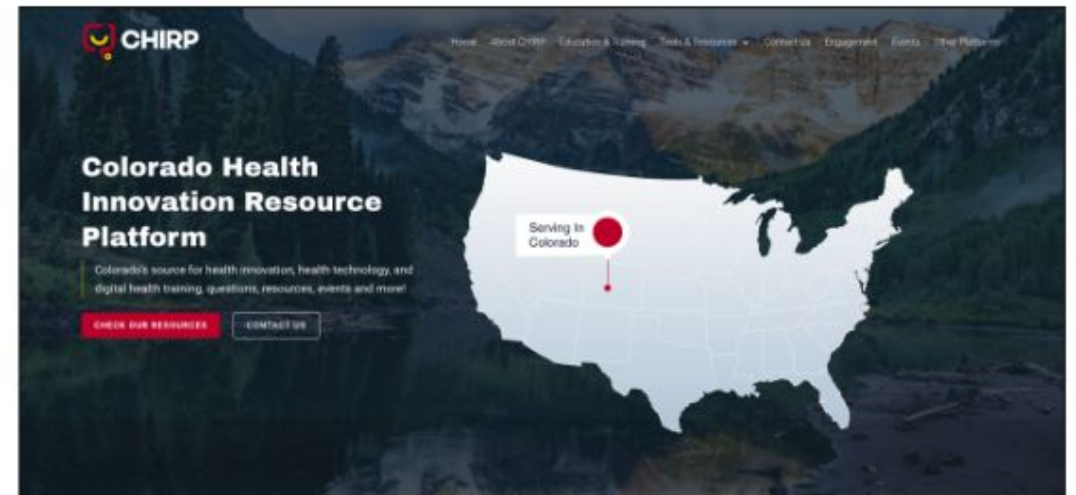 CHIRP
Home About CHIRP Education & Training Tools & Resources Contact Us Engagement Events Other Platforms
Colorado Health
Innovation Resource
Platform
Serving In
Colorado
Colorado's source for health innovation, health technology, and
digital health training, questions, resources, events and more!
CHECK OUR RESOURCES CONTACT US